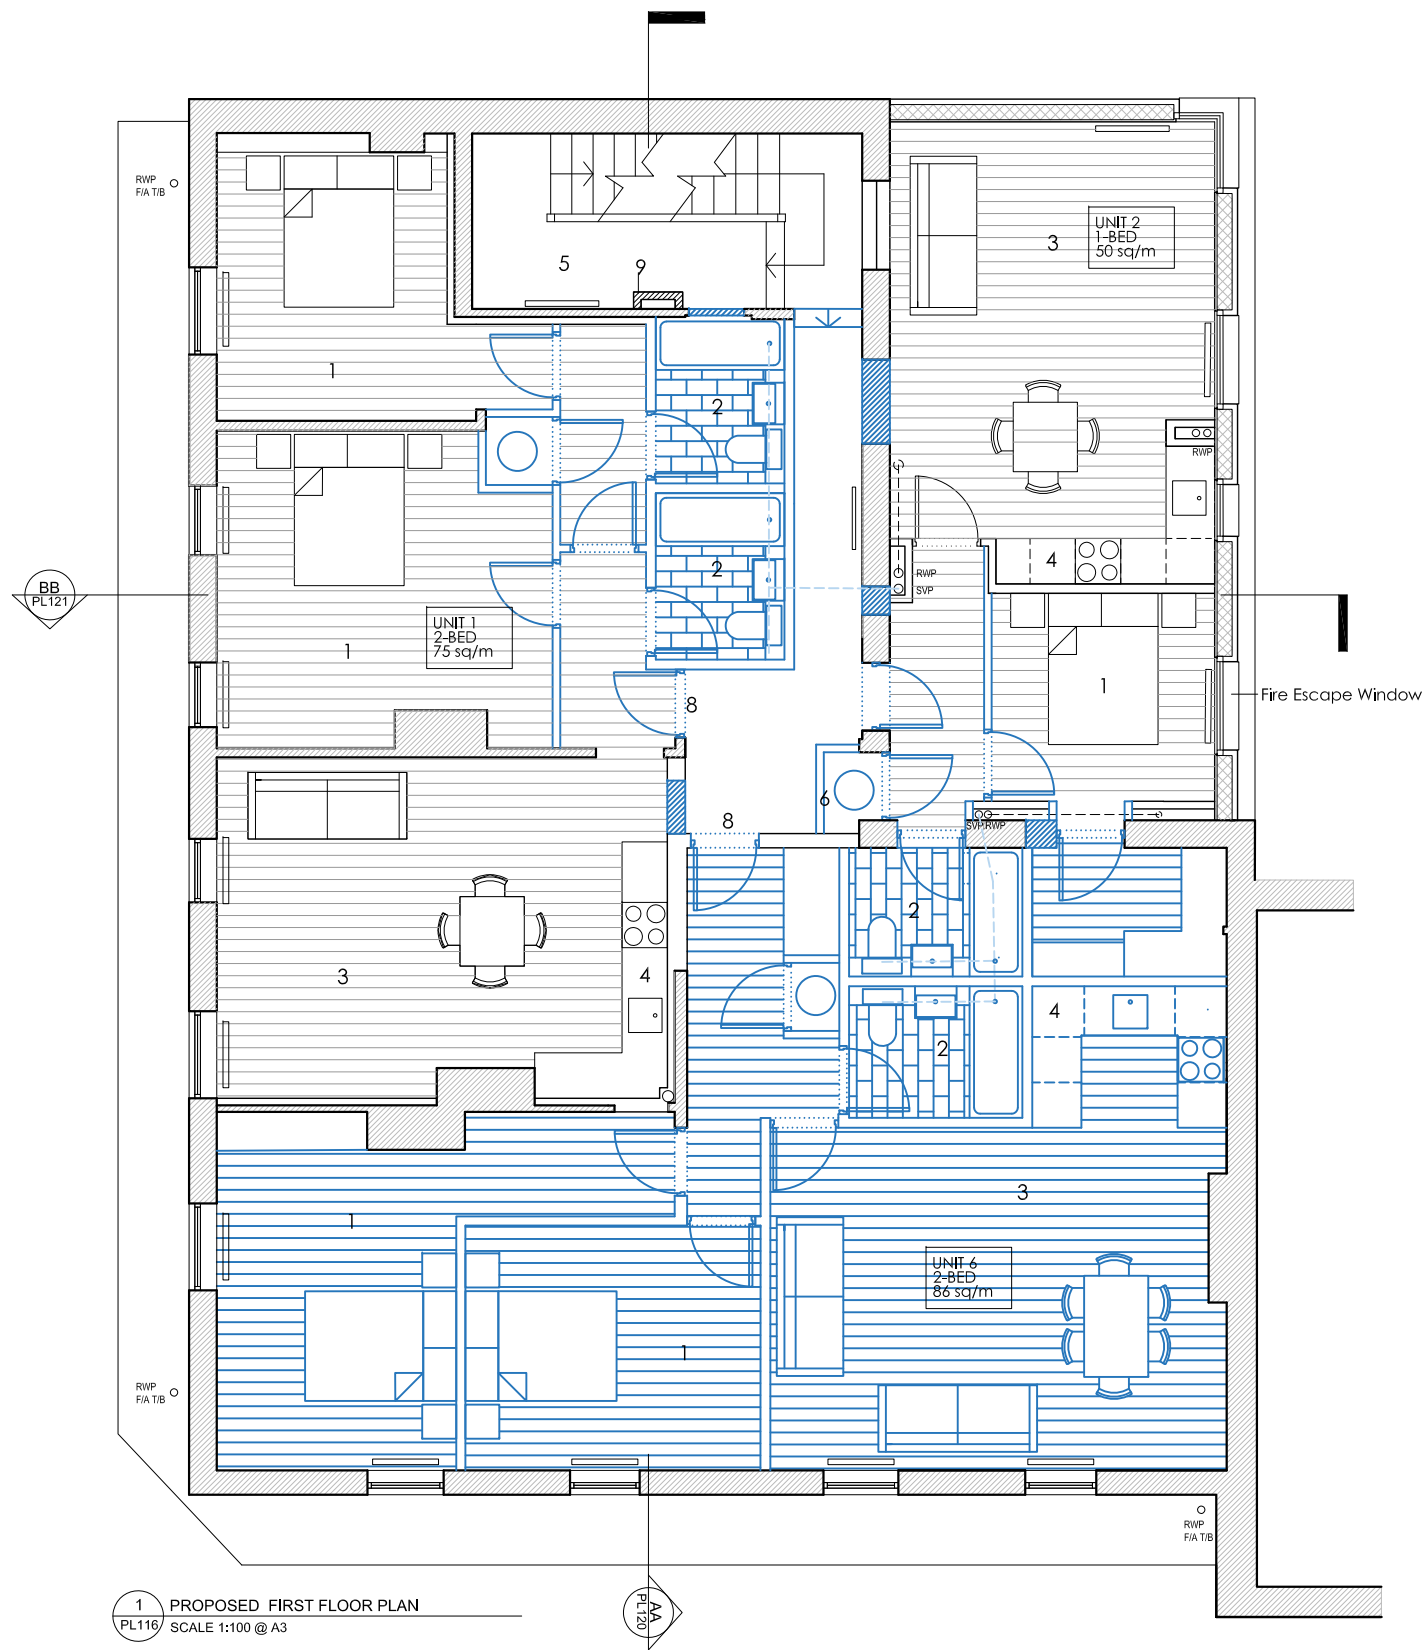 RWP
F/A T/B
UNIT 2
1-BED
50 sq/m
3
5
9
1
2
RWP
4
2
RWP
SVP
BB
PL121
UNIT 1
2-BED
75 sq/m
1
1
Fire Escape Window
8
6
8
SVP RWP
2
3
4
4
2
1
3
UNIT 6
2-BED
86 sq/m
1
RWP
F/A T/B
RWP
F/A T/B
1
PL116
PROPOSED FIRST FLOOR PLAN
SCALE 1:100 @ A3
AA
PL120